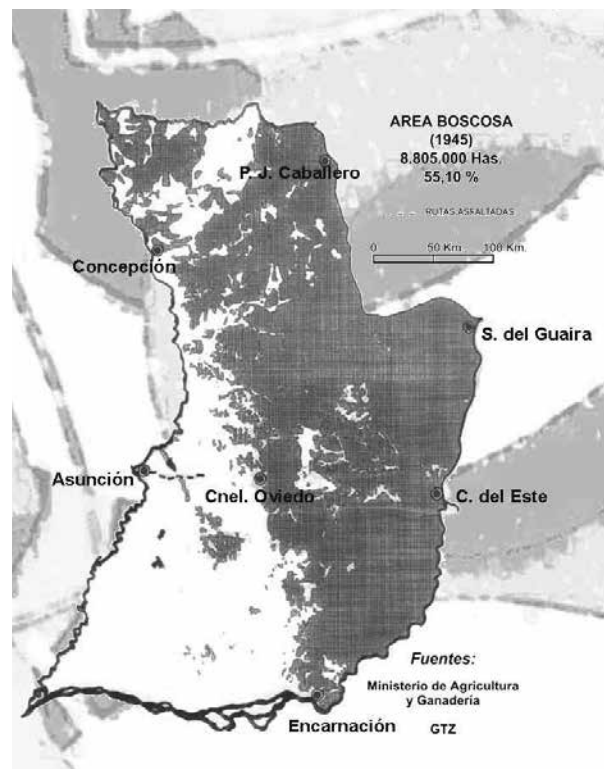 AREA BOSCOSA
(1945)
8.805.000 Has.
55,10 %
P. J. Caballero
RUTAS ASFALTADAS
0 50 Km. 100 Km.
Concepción
S. del Guaira
Asunción
Cnel. Oviedo
C. del Este
Fuentes:
Ministerio de Agricultura
y Ganadería
Encarnación
GTZ